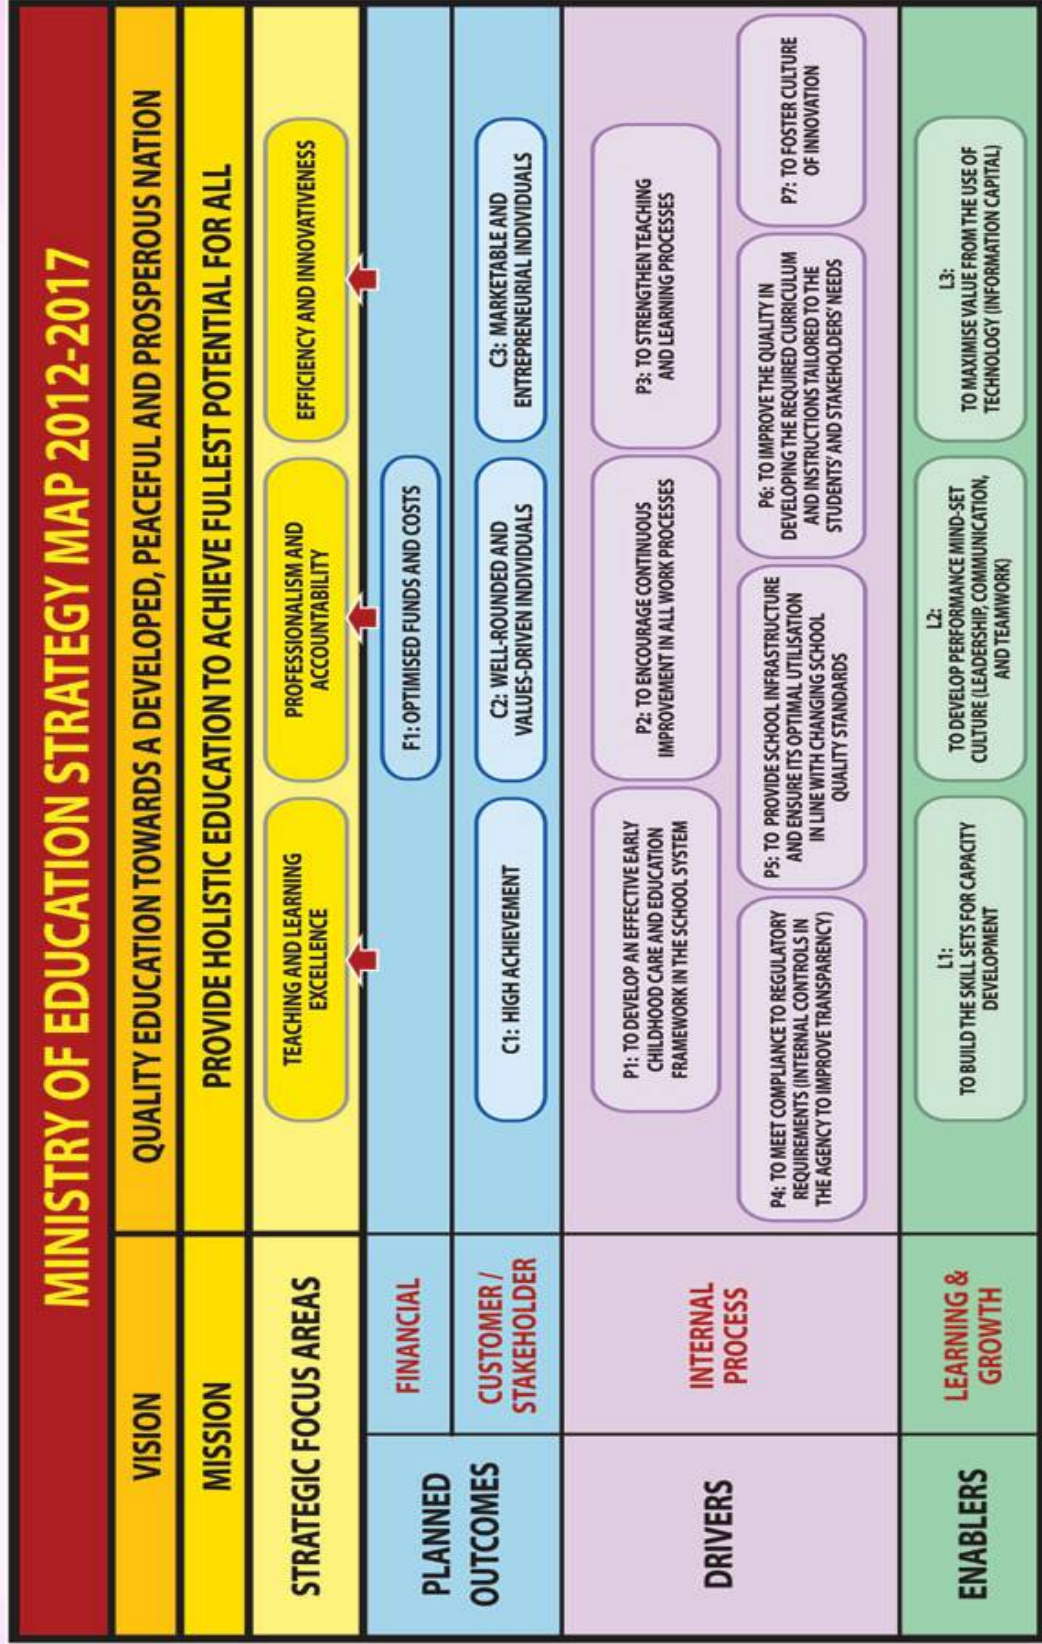 MINISTRY OF EDUCATION STRATEGY MAP 2012-2017
VISION
QUALITY EDUCATION TOWARDS A DEVELOPED, PEACEFUL AND PROSPEROUS NATION
MISSION
PROVIDE HOLISTIC EDUCATION TO ACHIEVE FULLEST POTENTIAL FOR ALL
STRATEGIC FOCUS AREAS
TEACHING AND LEARNING
EXCELLENCE
PROFESSIONALISM AND
ACCOUNTABILITY
EFFICIENCY AND INNOVATIVENESS
PLANNED
OUTCOMES
FINANCIAL
F1: OPTIMISED FUNDS AND COSTS
CUSTOMER /
STAKEHOLDER
C1: HIGH ACHIEVEMENT
C2: WELL-ROUNDED AND
VALUES-DRIVEN INDIVIDUALS
C3: MARKETABLE AND
ENTREPRENEURIAL INDIVIDUALS
DRIVERS
INTERNAL
PROCESS
P1: TO DEVELOP AN EFFECTIVE EARLY
CHILDHOOD CARE AND EDUCATION
FRAMEWORK IN THE SCHOOL SYSTEM
P2: TO ENCOURAGE CONTINUOUS
IMPROVEMENT IN ALL WORK PROCESSES
P3: TO STRENGTHEN TEACHING
AND LEARNING PROCESSES
P4: TO MEET COMPLIANCE TO REGULATORY
REQUIREMENTS (INTERNAL CONTROLS IN
THE AGENCY TO IMPROVE TRANSPARENCY)
P5: TO PROVIDE SCHOOL INFRASTRUCTURE
AND ENSURE ITS OPTIMAL UTILISATION
IN LINE WITH CHANGING SCHOOL
QUALITY STANDARDS
P6: TO IMPROVE THE QUALITY IN
DEVELOPING THE REQUIRED CURRICULUM
AND INSTRUCTIONS TAILORED TO THE
STUDENTS' AND STAKEHOLDERS' NEEDS
P7: TO FOSTER CULTURE
OF INNOVATION
ENABLERS
LEARNING &
GROWTH
L1:
TO BUILD THE SKILL SETS FOR CAPACITY
DEVELOPMENT
L2:
TO DEVELOP PERFORMANCE MIND-SET
CULTURE (LEADERSHIP, COMMUNICATION,
AND TEAMWORK)
L3:
TO MAXIMISE VALUE FROM THE USE OF
TECHNOLOGY (INFORMATION CAPITAL)